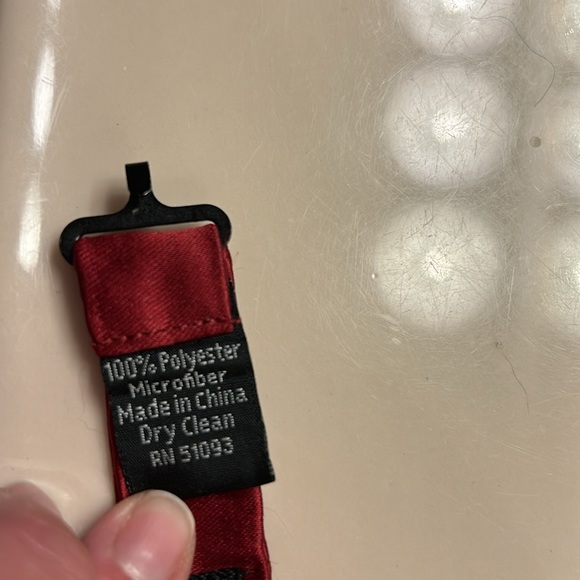 100% Polyester
Microfiber
Made in China
Dry Clean
RN 51093